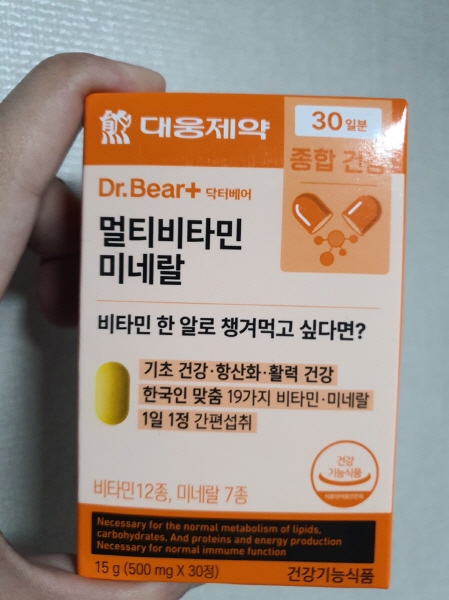 대웅제약
30일분
종합 건강
Dr.Bear+ 닥터베어
멀티비타민
미네랄
비타민 한 알로 챙겨먹고 싶다면?
기초 건강·항산화·활력 건강
한국인 맞춤 19가지 비타민·미네랄
1일 1정 간편섭취
건강
기능식품
비타민12종, 미네랄 7종
Necessary for the normal metabolism of lipids,
carbohydrates, And proteins and energy production
Necessary for normal immune function
15 g (500 mg X 30정)
건강기능식품